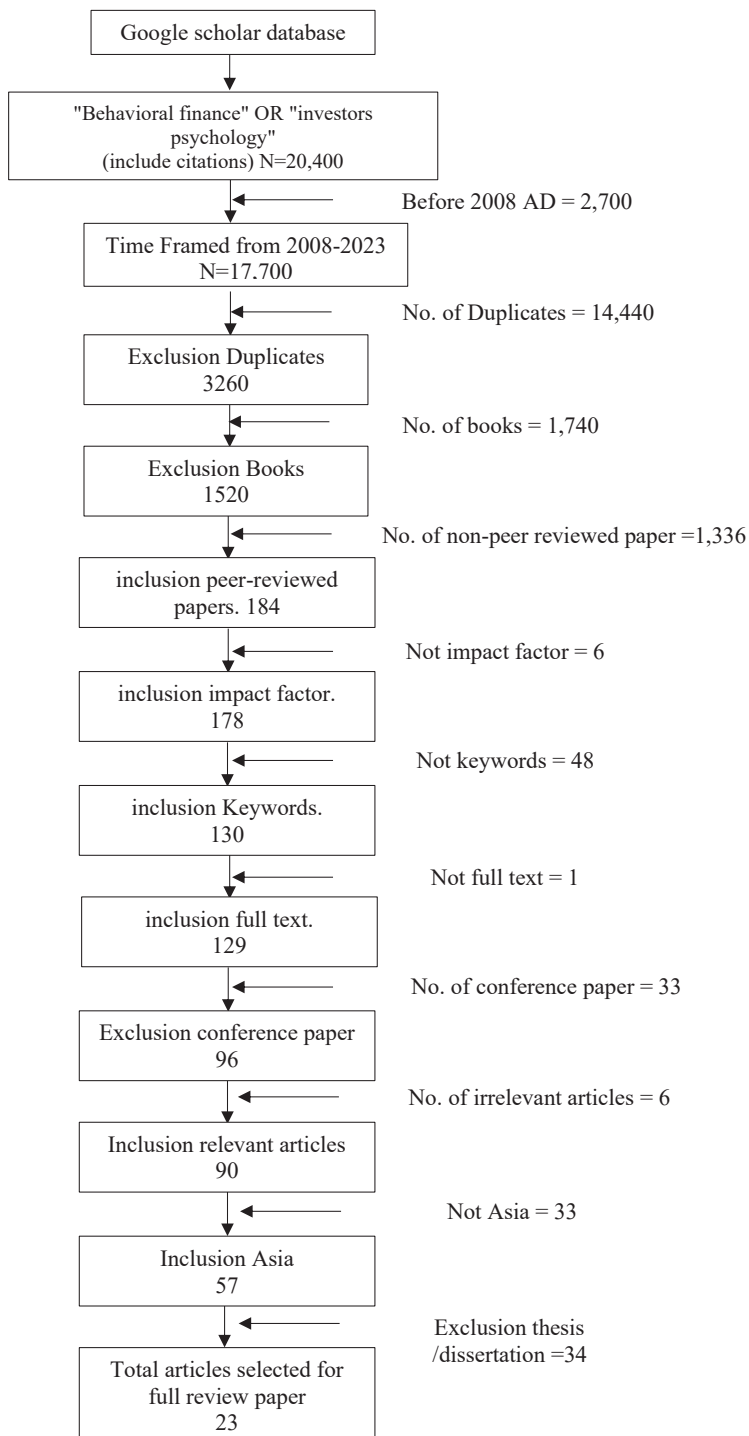 Google scholar database
"Behavioral finance" OR "investors
psychology"
(include citations) N=20,400
Before 2008 AD = 2,700
Time Framed from 2008-2023
N=17,700
No. of Duplicates = 14,440
Exclusion Duplicates
3260
No. of books = 1,740
Exclusion Books
1520
No. of non-peer reviewed paper =1,336
inclusion peer-reviewed
papers. 184
Not impact factor = 6
inclusion impact factor.
178
Not keywords = 48
inclusion Keywords.
130
Not full text = 1
inclusion full text.
129
No. of conference paper = 33
Exclusion conference paper
96
No. of irrelevant articles = 6
Inclusion relevant articles
90
Not Asia = 33
Inclusion Asia
57
Exclusion thesis
/dissertation =34
Total articles selected for
full review paper
23